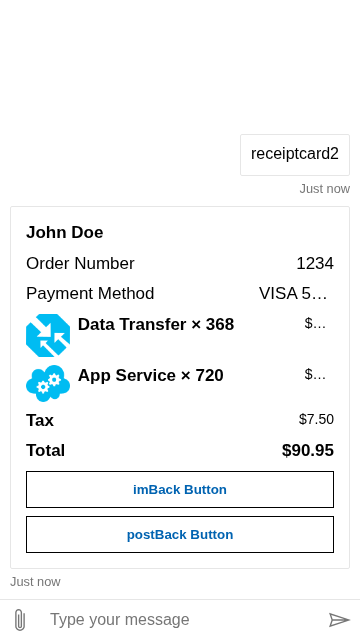 receiptcard2
Just now
John Doe
Order Number 1234
Payment Method VISA 5…
Data Transfer × 368 $…
App Service × 720 $…
Tax $7.50
Total $90.95
imBack Button
postBack Button
Just now
Type your message